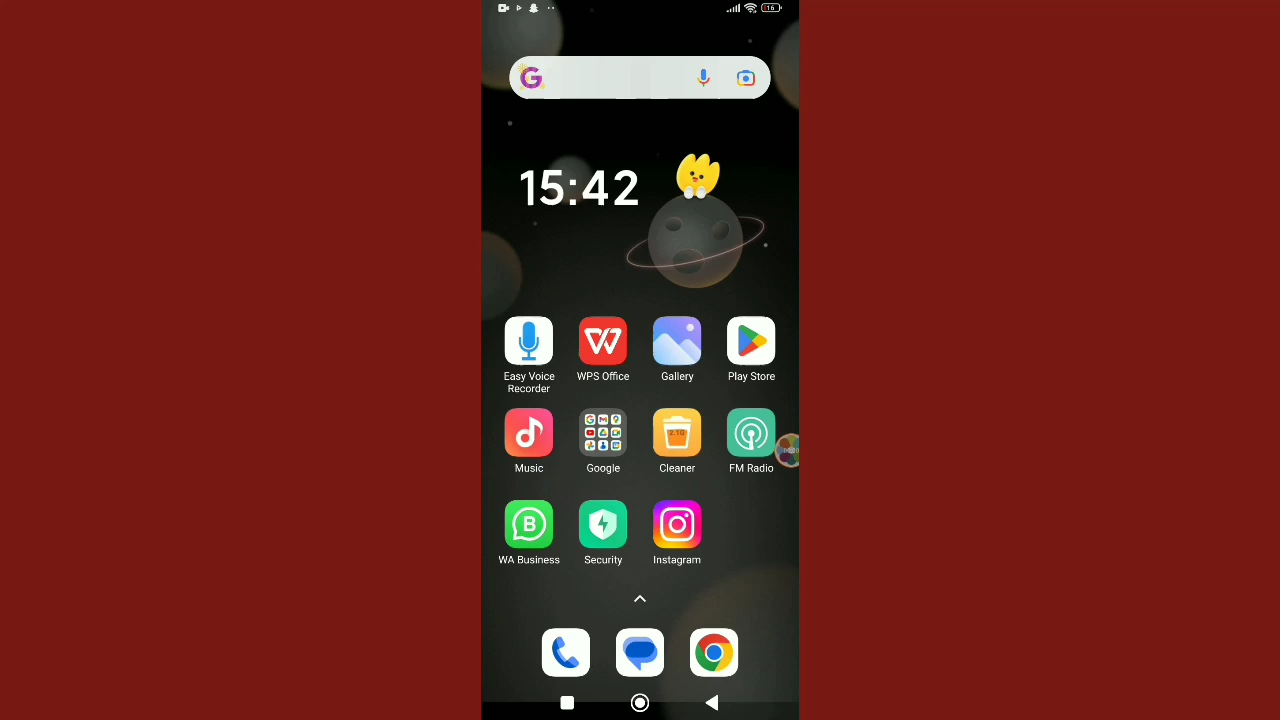 16
15:42
Easy Voice Recorder
WPS Office
Gallery
Play Store
Music
Google
Cleaner
FM Radio
WA Business
Security
Instagram